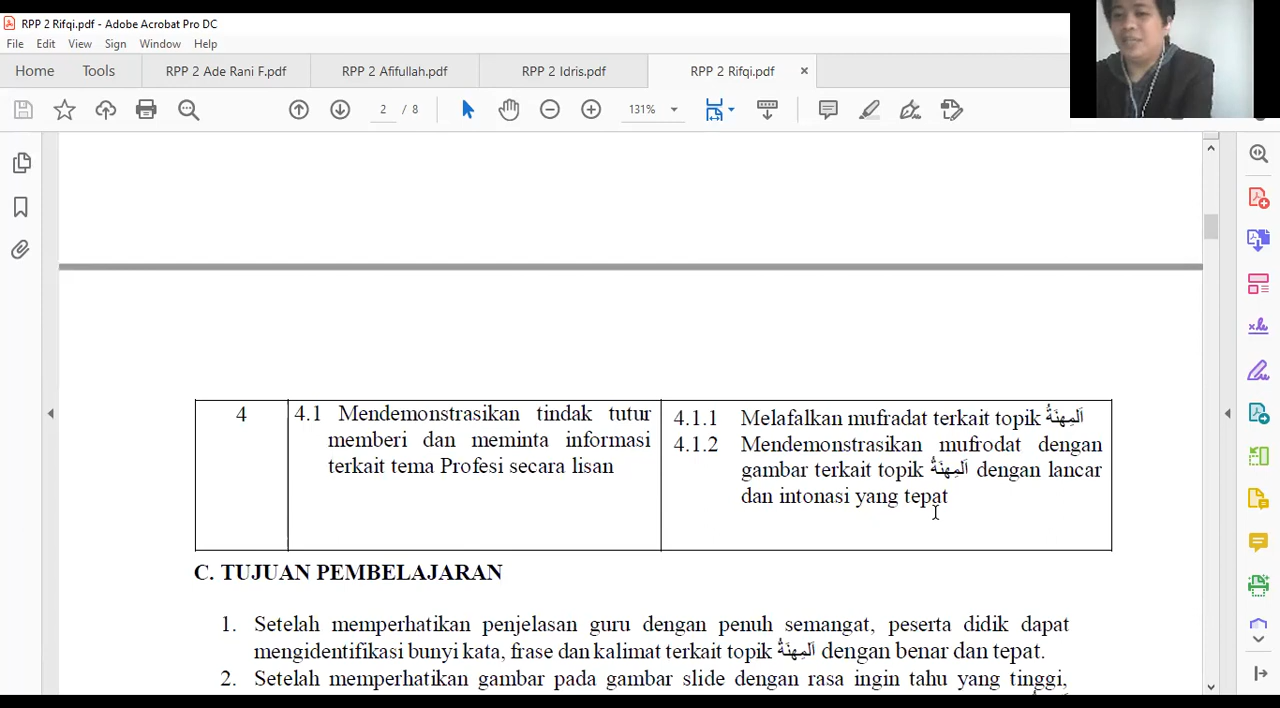 RPP 2 Rifqi.pdf - Adobe Acrobat Pro DC
File Edit View Sign Window Help
Home Tools RPP 2 Ade Rani F.pdf RPP 2 Afifullah.pdf RPP 2 Idris.pdf RPP 2 Rifqi.pdf ×
2 / 8 131%
4 4.1 Mendemonstrasikan tindak tutur
memberi dan meminta informasi
terkait tema Profesi secara lisan
4.1.1 Melafalkan mufradat terkait topik اَلمِهنَةُ
4.1.2 Mendemonstrasikan mufrodat dengan
gambar terkait topik اَلمِهنَةُ dengan lancar
dan intonasi yang tepat
C. TUJUAN PEMBELAJARAN
1. Setelah memperhatikan penjelasan guru dengan penuh semangat, peserta didik dapat
mengidentifikasi bunyi kata, frase dan kalimat terkait topik اَلمِهنَةُ dengan benar dan tepat.
2. Setelah memperhatikan gambar pada gambar slide dengan rasa ingin tahu yang tinggi,